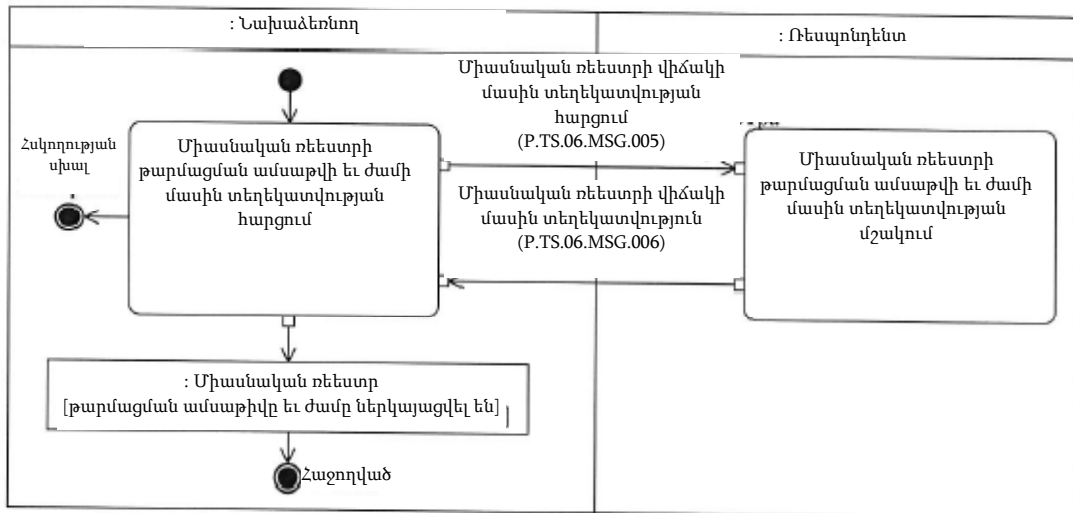 : Նախաձեռնող
: Ռեսպոնդենտ
Միասնական ռեեստրի վիճակի
մասին տեղեկատվության
հարցում
(P.TS.06.MSG.005)
Հսկողության
սխալ
Միասնական ռեեստրի
թարմացման ամսաթվի եւ ժամի
մասին տեղեկատվության
հարցում
Միասնական ռեեստրի վիճակի
մասին տեղեկատվություն
(P.TS.06.MSG.006)
Միասնական ռեեստրի
թարմացման ամսաթվի եւ ժամի
մասին տեղեկատվության
մշակում
: Միասնական ռեեստր
[թարմացման ամսաթիվը եւ ժամը ներկայացվել են]
Հաջողված